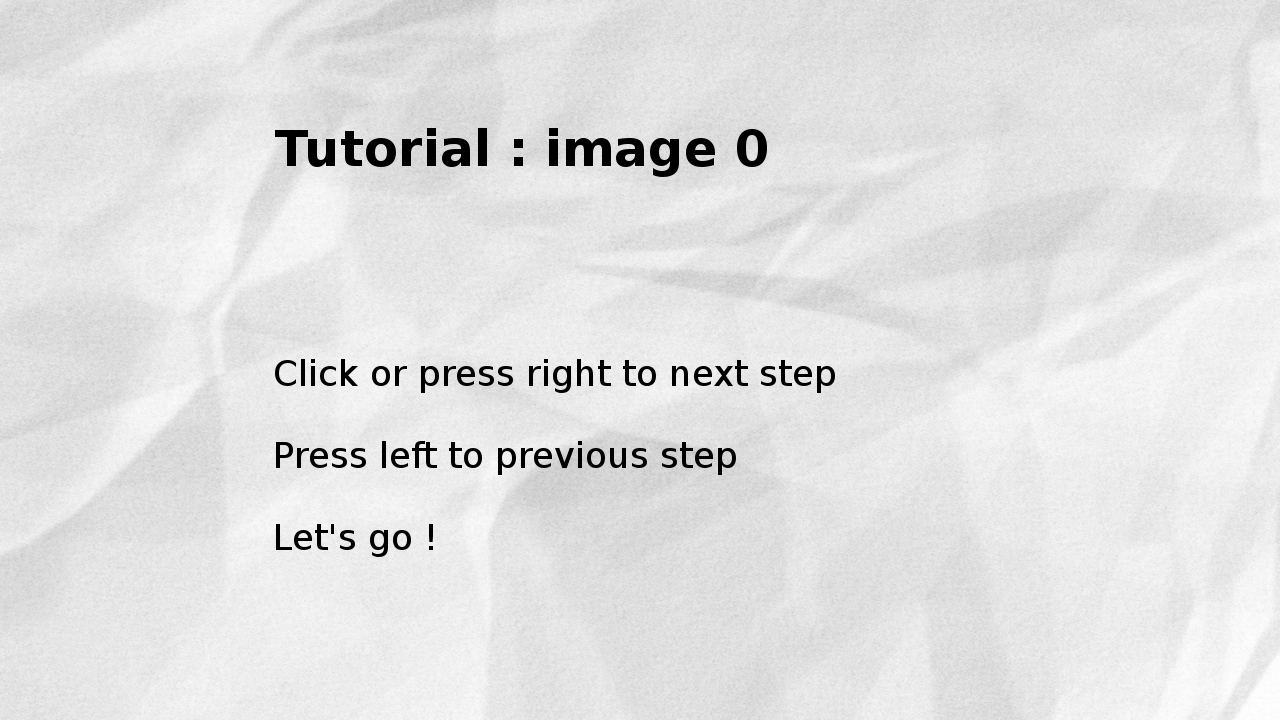 Tutorial : image 0
Click or press right to next step
Press left to previous step
Let's go !